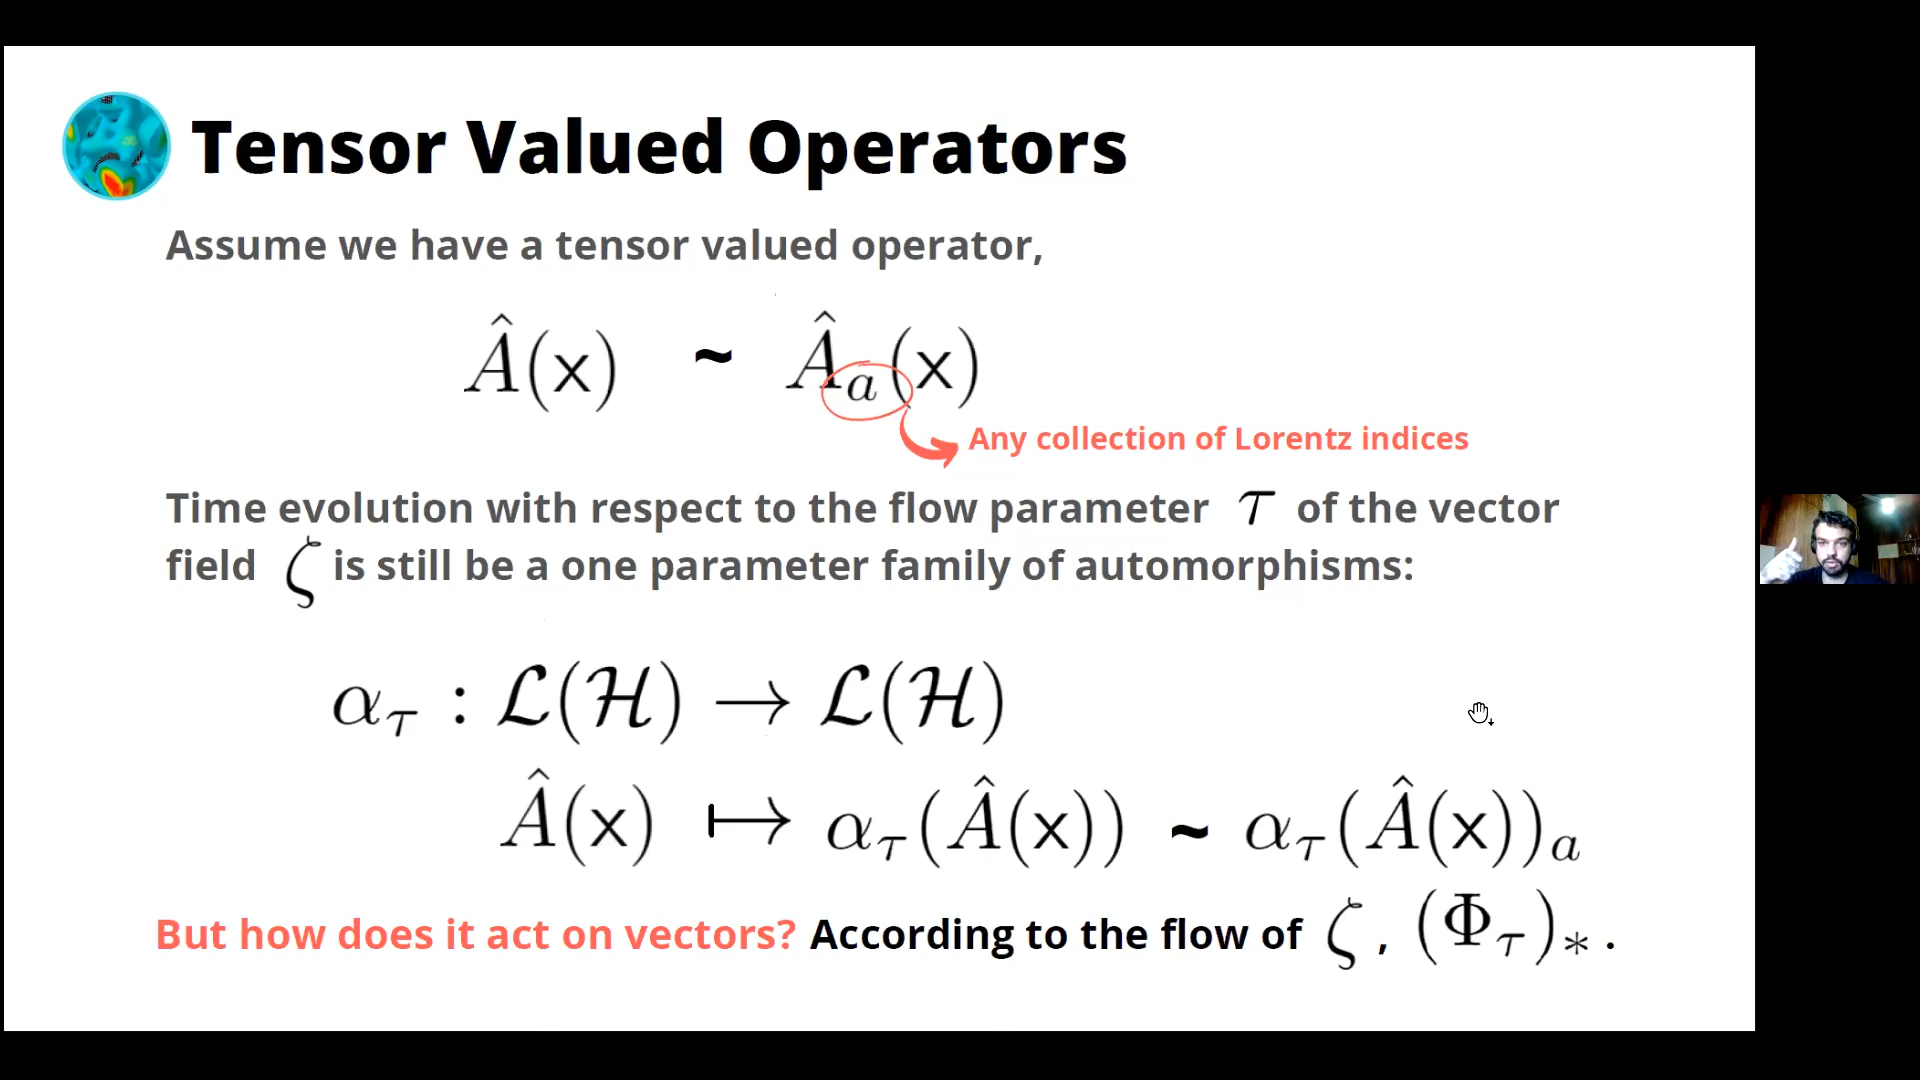 Tensor Valued Operators
Assume we have a tensor valued operator,
Â(x) ~ Âₐ(x)
Any collection of Lorentz indices
Time evolution with respect to the flow parameter τ of the vector
field ζ is still be a one parameter family of automorphisms:
α_τ : ℒ(ℋ) → ℒ(ℋ)
Â(x) ↦ α_τ(Â(x)) ~ α_τ(Â(x))ₐ
But how does it act on vectors? According to the flow of ζ , (Φ_τ)_* .